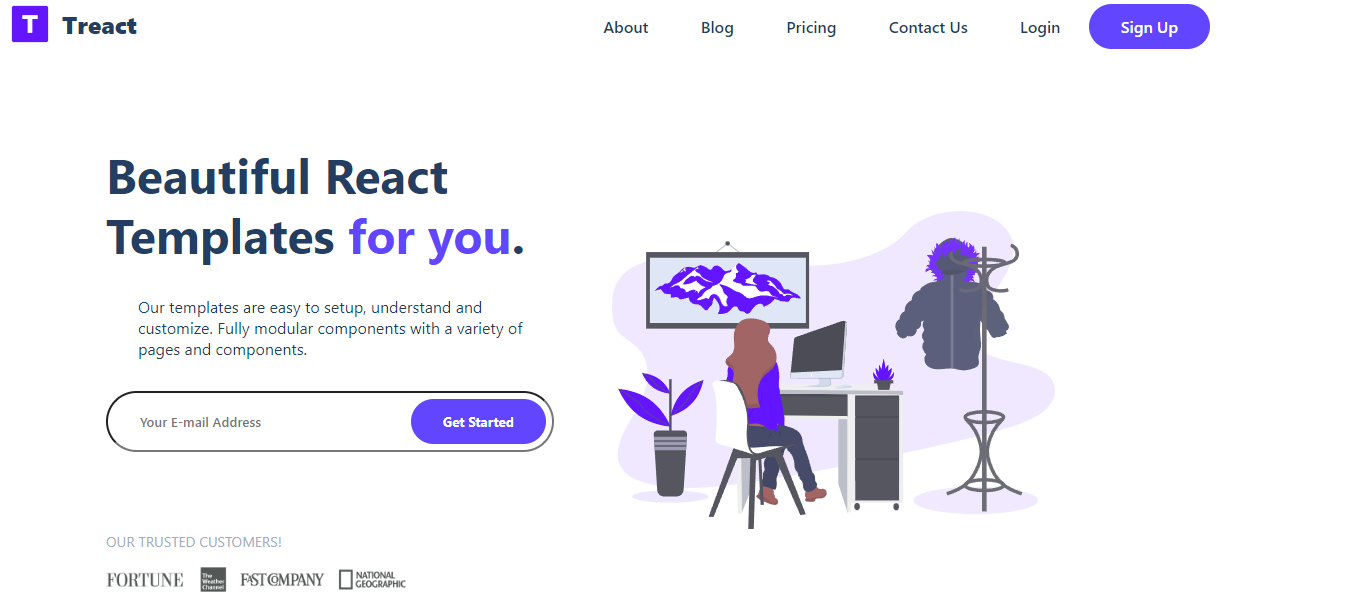 T Treact
About Blog Pricing Contact Us Login Sign Up
Beautiful React
Templates for you.
Our templates are easy to setup, understand and
customize. Fully modular components with a variety of
pages and components.
Your E-mail Address Get Started
OUR TRUSTED CUSTOMERS!
FORTUNE
The
Weather
Channel
FAST COMPANY
NATIONAL
GEOGRAPHIC